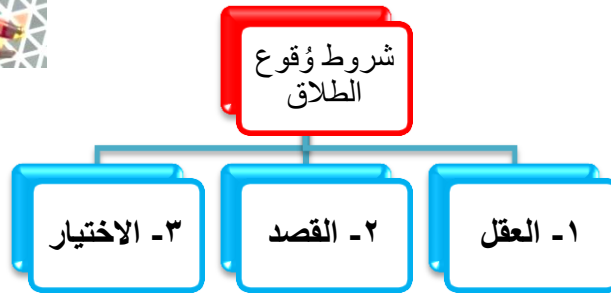 شروط وُقوع
الطلاق
١- العقل
٢- القصد
٣- الاختيار